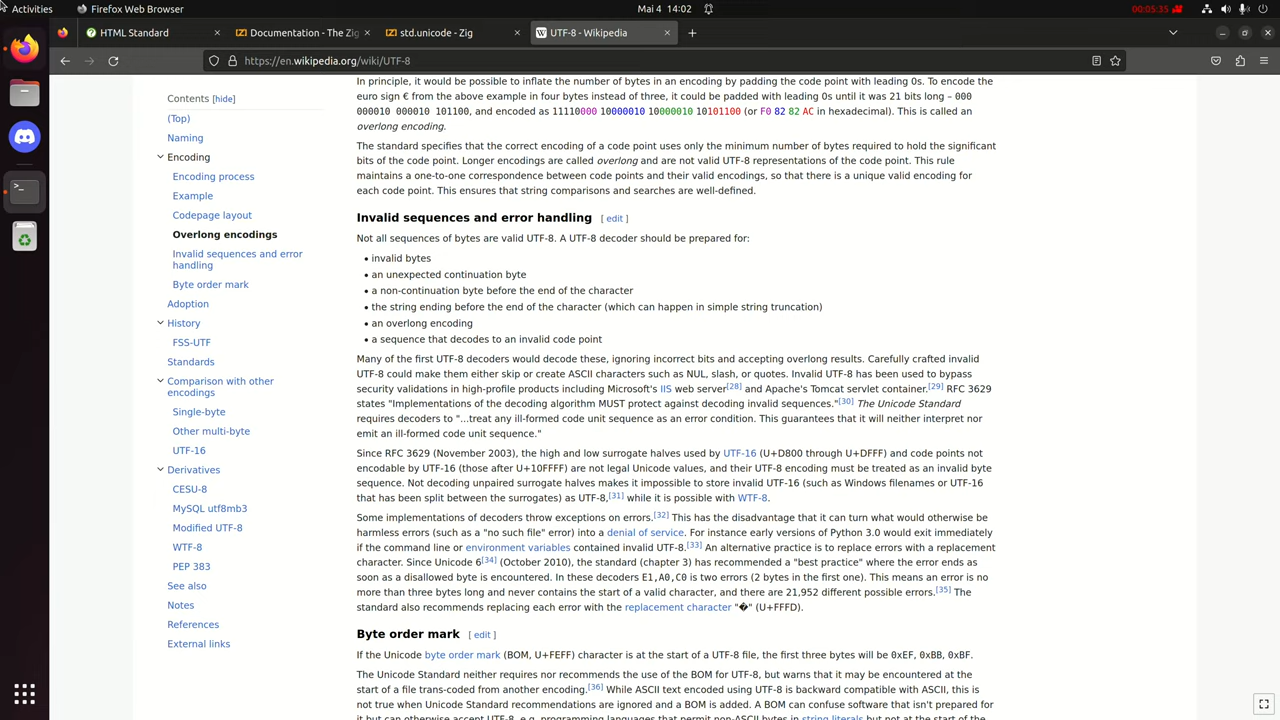 Activities
Firefox Web Browser
Mai 4 14:02
00:05:35
HTML Standard
Documentation - The Zig
std.unicode - Zig
UTF-8 - Wikipedia
https://en.wikipedia.org/wiki/UTF-8
Contents [hide]
(Top)
Naming
Encoding
Encoding process
Example
Codepage layout
Overlong encodings
Invalid sequences and error
handling
Byte order mark
Adoption
History
FSS-UTF
Standards
Comparison with other
encodings
Single-byte
Other multi-byte
UTF-16
Derivatives
CESU-8
MySQL utf8mb3
Modified UTF-8
WTF-8
PEP 383
See also
Notes
References
External links
In principle, it would be possible to inflate the number of bytes in an encoding by padding the code point with leading 0s. To encode the
euro sign € from the above example in four bytes instead of three, it could be padded with leading 0s until it was 21 bits long – 000
000010 000010 101100, and encoded as 11110000 10000010 10000010 10101100 (or F0 82 82 AC in hexadecimal). This is called an
overlong encoding.
The standard specifies that the correct encoding of a code point uses only the minimum number of bytes required to hold the significant
bits of the code point. Longer encodings are called overlong and are not valid UTF-8 representations of the code point. This rule
maintains a one-to-one correspondence between code points and their valid encodings, so that there is a unique valid encoding for
each code point. This ensures that string comparisons and searches are well-defined.
Invalid sequences and error handling [ edit ]
Not all sequences of bytes are valid UTF-8. A UTF-8 decoder should be prepared for:
• invalid bytes
• an unexpected continuation byte
• a non-continuation byte before the end of the character
• the string ending before the end of the character (which can happen in simple string truncation)
• an overlong encoding
• a sequence that decodes to an invalid code point
Many of the first UTF-8 decoders would decode these, ignoring incorrect bits and accepting overlong results. Carefully crafted invalid
UTF-8 could make them either skip or create ASCII characters such as NUL, slash, or quotes. Invalid UTF-8 has been used to bypass
security validations in high-profile products including Microsoft's IIS web server[28] and Apache's Tomcat servlet container.[29] RFC 3629
states "Implementations of the decoding algorithm MUST protect against decoding invalid sequences."[30] The Unicode Standard
requires decoders to "...treat any ill-formed code unit sequence as an error condition. This guarantees that it will neither interpret nor
emit an ill-formed code unit sequence."
Since RFC 3629 (November 2003), the high and low surrogate halves used by UTF-16 (U+D800 through U+DFFF) and code points not
encodable by UTF-16 (those after U+10FFFF) are not legal Unicode values, and their UTF-8 encoding must be treated as an invalid byte
sequence. Not decoding unpaired surrogate halves makes it impossible to store invalid UTF-16 (such as Windows filenames or UTF-16
that has been split between the surrogates) as UTF-8,[31] while it is possible with WTF-8.
Some implementations of decoders throw exceptions on errors.[32] This has the disadvantage that it can turn what would otherwise be
harmless errors (such as a "no such file" error) into a denial of service. For instance early versions of Python 3.0 would exit immediately
if the command line or environment variables contained invalid UTF-8.[33] An alternative practice is to replace errors with a replacement
character. Since Unicode 6[34] (October 2010), the standard (chapter 3) has recommended a "best practice" where the error ends as
soon as a disallowed byte is encountered. In these decoders E1,A0,C0 is two errors (2 bytes in the first one). This means an error is no
more than three bytes long and never contains the start of a valid character, and there are 21,952 different possible errors.[35] The
standard also recommends replacing each error with the replacement character "�" (U+FFFD).
Byte order mark [ edit ]
If the Unicode byte order mark (BOM, U+FEFF) character is at the start of a UTF-8 file, the first three bytes will be 0xEF, 0xBB, 0xBF.
The Unicode Standard neither requires nor recommends the use of the BOM for UTF-8, but warns that it may be encountered at the
start of a file trans-coded from another encoding.[36] While ASCII text encoded using UTF-8 is backward compatible with ASCII, this is
not true when Unicode Standard recommendations are ignored and a BOM is added. A BOM can confuse software that isn't prepared for
it but can otherwise accept UTF-8, e.g. programming languages that permit non-ASCII bytes in string literals but not at the start of the